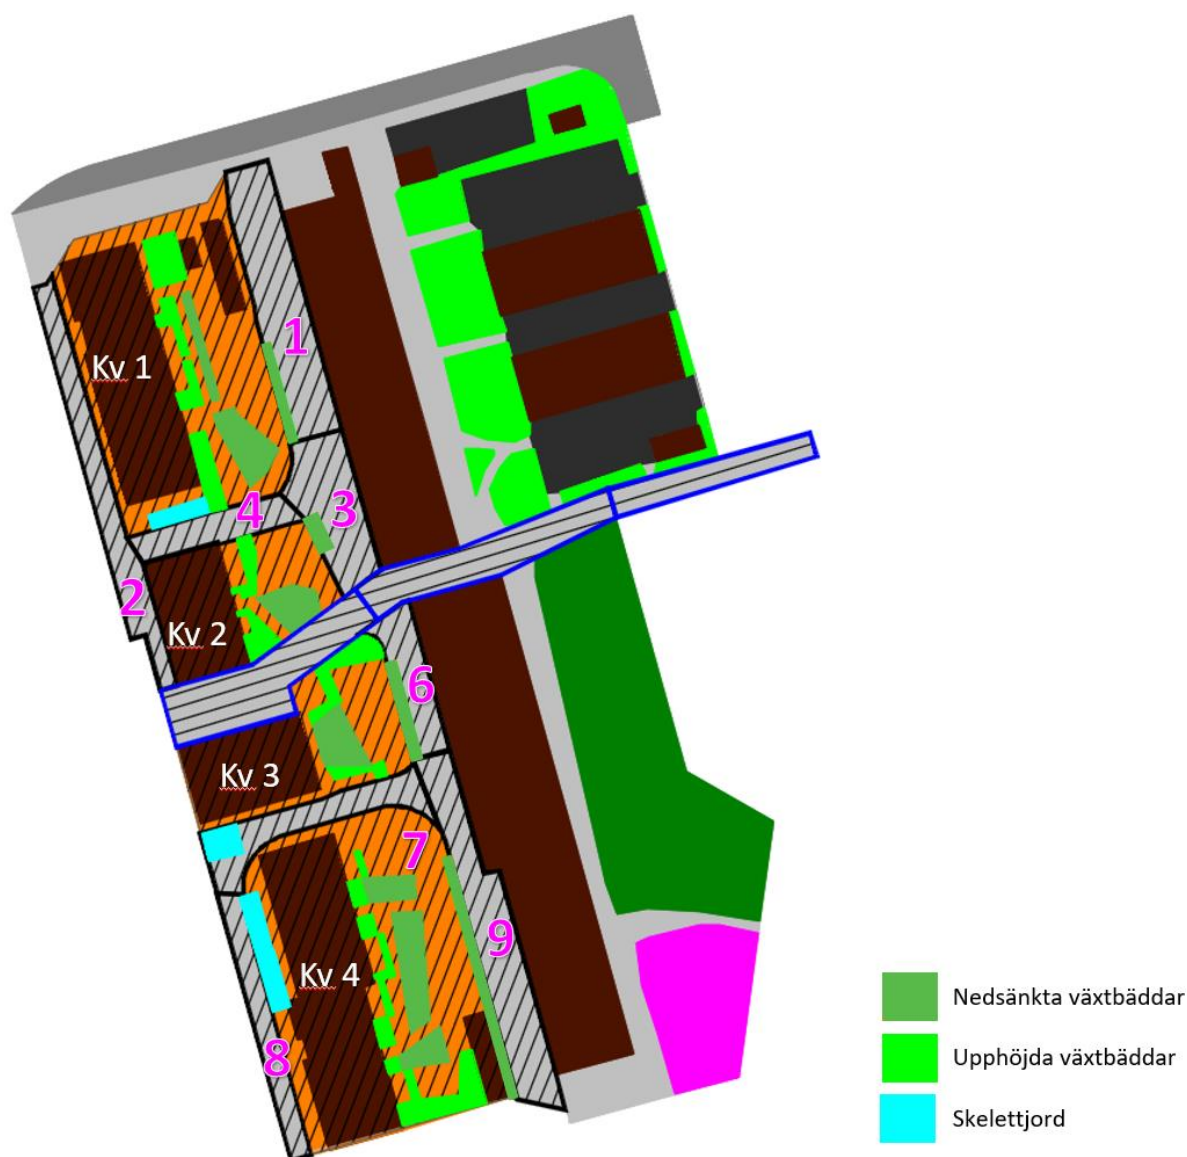 1
Kv 1
4
3
2
Kv 2
6
Kv 3
7
9
Kv 4
8
Nedsänkta växtbäddar
Upphöjda växtbäddar
Skelettjord